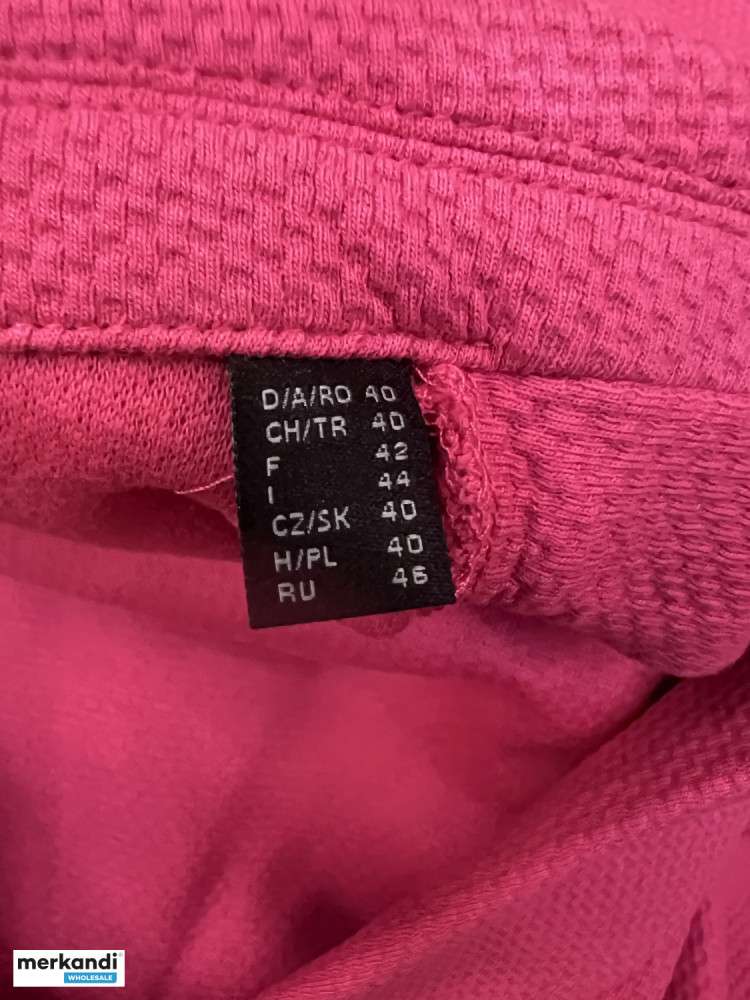 D/A/RO 40
CH/TR 40
F 42
I 44
CZ/SK 40
H/PL 40
RU 46
merkandi
WHOLESALE